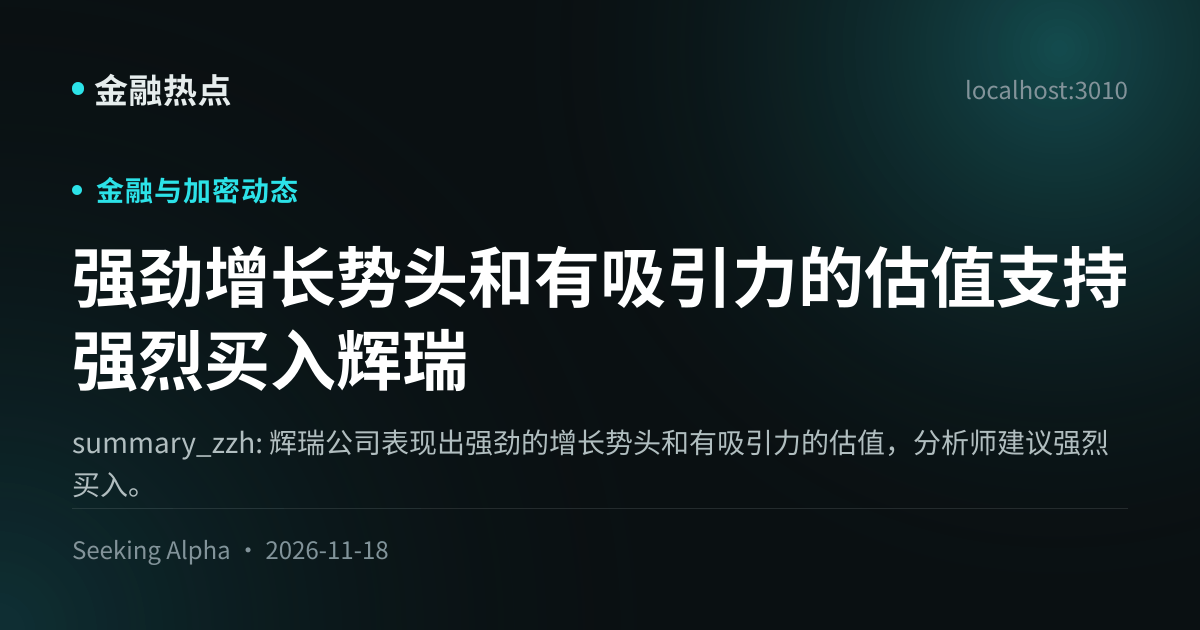 金融热点
localhost:3010
金融与加密动态
强劲增长势头和有吸引力的估值支持
强烈买入辉瑞
summary_zzh: 辉瑞公司表现出强劲的增长势头和有吸引力的估值，分析师建议强烈
买入。
Seeking Alpha • 2026-11-18